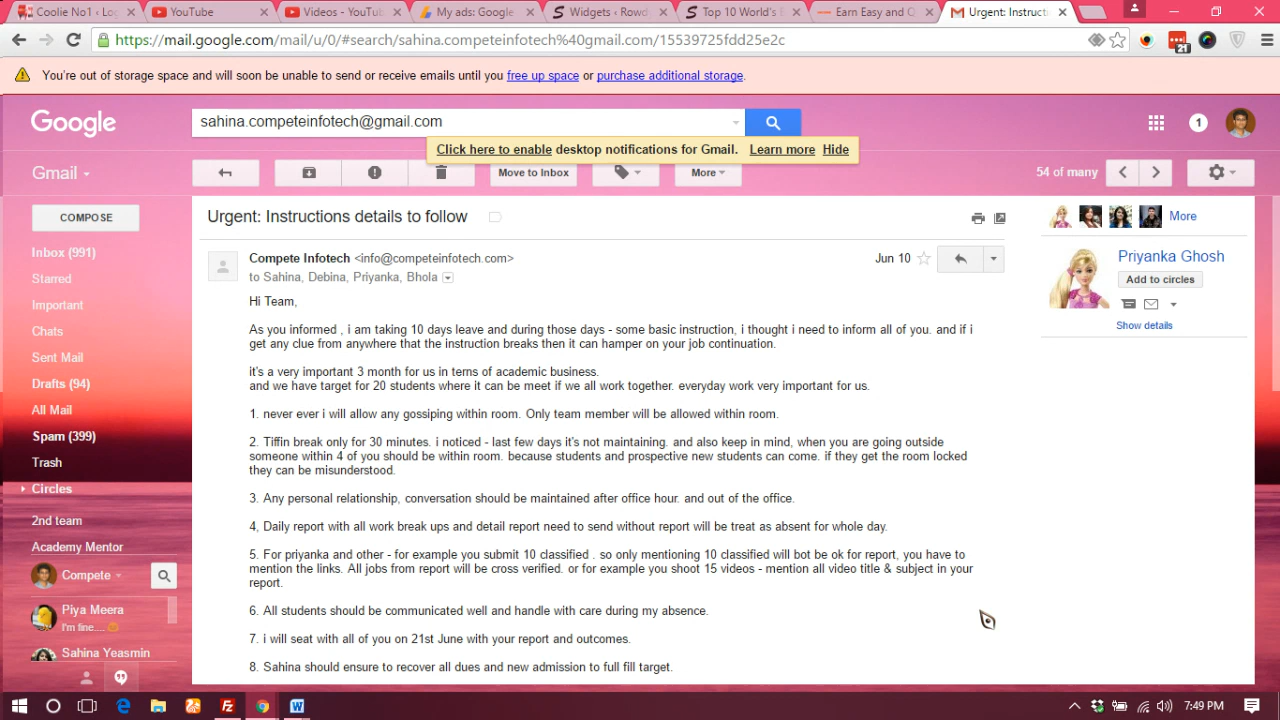 Coolie No1 ‹ Log
YouTube
Videos - YouTu
My ads: Google
Widgets ‹ Rowd
Top 10 World's E
Earn Easy and Q
Urgent: Instructi
https://mail.google.com/mail/u/0/#search/sahina.competeinfotech%40gmail.com/15539725fdd25e2c
21
You're out of storage space and will soon be unable to send or receive emails until you free up space or purchase additional storage.
Google
sahina.competeinfotech@gmail.com
1
Click here to enable desktop notifications for Gmail. Learn more Hide
Gmail
Move to Inbox
More
54 of many
COMPOSE
Inbox (991)
Starred
Important
Chats
Sent Mail
Drafts (94)
All Mail
Spam (399)
Trash
Circles
2nd team
Academy Mentor
Compete
Piya Meera
I'm fine....
Sahina Yeasmin
Urgent: Instructions details to follow
Compete Infotech <info@competeinfotech.com>
Jun 10
to Sahina, Debina, Priyanka, Bhola
Hi Team,
As you informed , i am taking 10 days leave and during those days - some basic instruction, i thought i need to inform all of you. and if i
get any clue from anywhere that the instruction breaks then it can hamper on your job continuation.
it's a very important 3 month for us in terns of academic business.
and we have target for 20 students where it can be meet if we all work together. everyday work very important for us.
1. never ever i will allow any gossiping within room. Only team member will be allowed within room.
2. Tiffin break only for 30 minutes. i noticed - last few days it's not maintaining. and also keep in mind, when you are going outside
someone within 4 of you should be within room. because students and prospective new students can come. if they get the room locked
they can be misunderstood.
3. Any personal relationship, conversation should be maintained after office hour. and out of the office.
4, Daily report with all work break ups and detail report need to send without report will be treat as absent for whole day.
5. For priyanka and other - for example you submit 10 classified . so only mentioning 10 classified will bot be ok for report, you have to
mention the links. All jobs from report will be cross verified. or for example you shoot 15 videos - mention all video title & subject in your
report.
6. All students should be communicated well and handle with care during my absence.
7. i will seat with all of you on 21st June with your report and outcomes.
8. Sahina should ensure to recover all dues and new admission to full fill target.
More
Priyanka Ghosh
Add to circles
Show details
7:49 PM